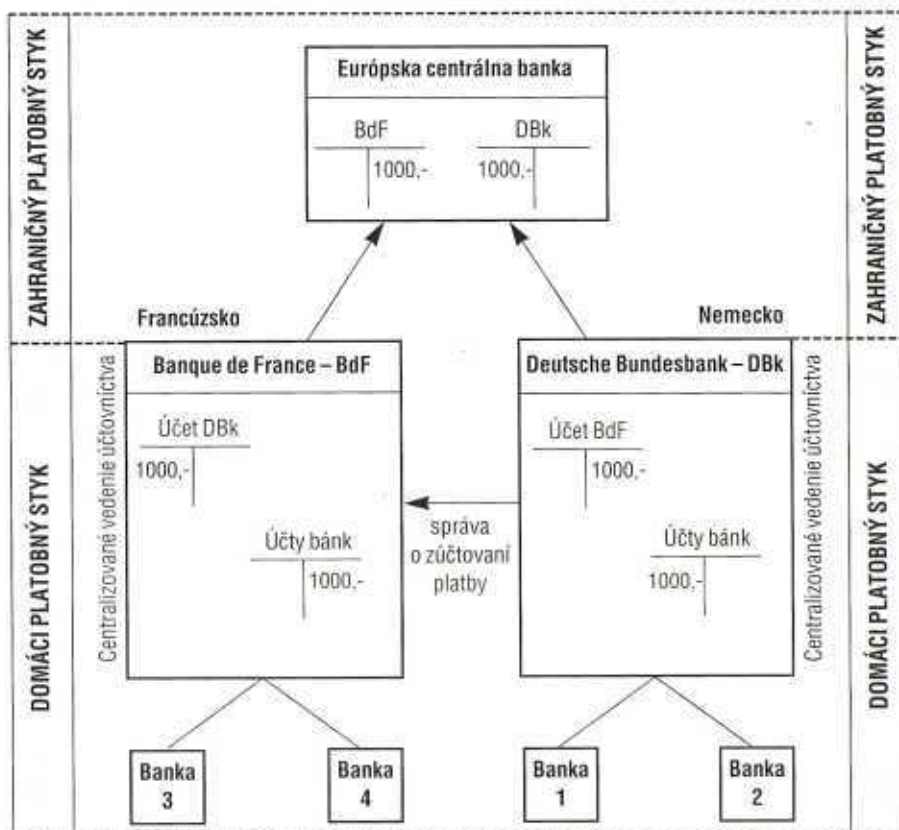 ZAHRANIČNÝ PLATOBNÝ STYK
Európska centrálna banka
BdF
DBk
1000,-
1000,-
ZAHRANIČNÝ PLATOBNÝ STYK
Francúzsko
Nemecko
DOMÁCI PLATOBNÝ STYK
Centralizované vedenie účtovníctva
Banque de France – BdF
Účet DBk
1000,-
Účty bánk
1000,-
správa
o zúčtovaní
platby
Deutsche Bundesbank – DBk
Účet BdF
1000,-
Účty bánk
1000,-
Centralizované vedenie účtovníctva
DOMÁCI PLATOBNÝ STYK
Banka
3
Banka
4
Banka
1
Banka
2